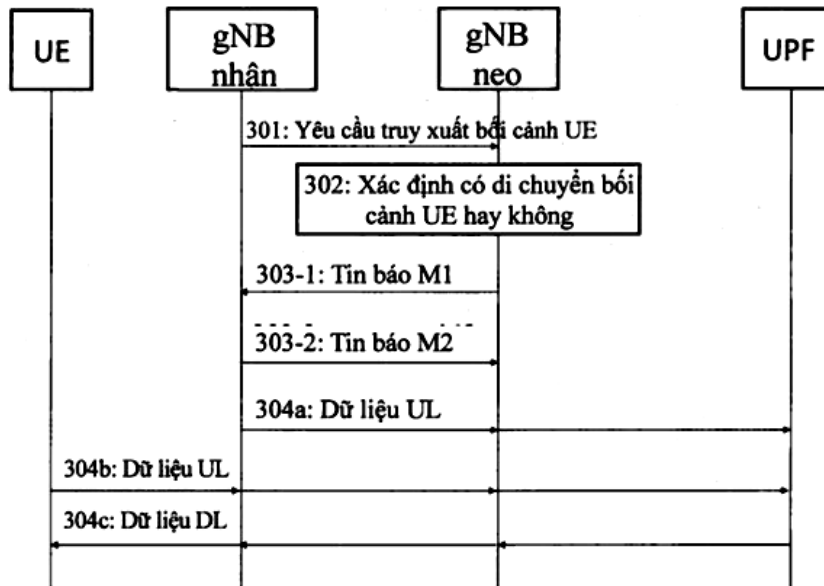 UE
gNB
nhận
gNB
neo
UPF
301: Yêu cầu truy xuất bối cảnh UE
302: Xác định có di chuyển bối
cảnh UE hay không
303-1: Tin báo M1
303-2: Tin báo M2
304a: Dữ liệu UL
304b: Dữ liệu UL
304c: Dữ liệu DL